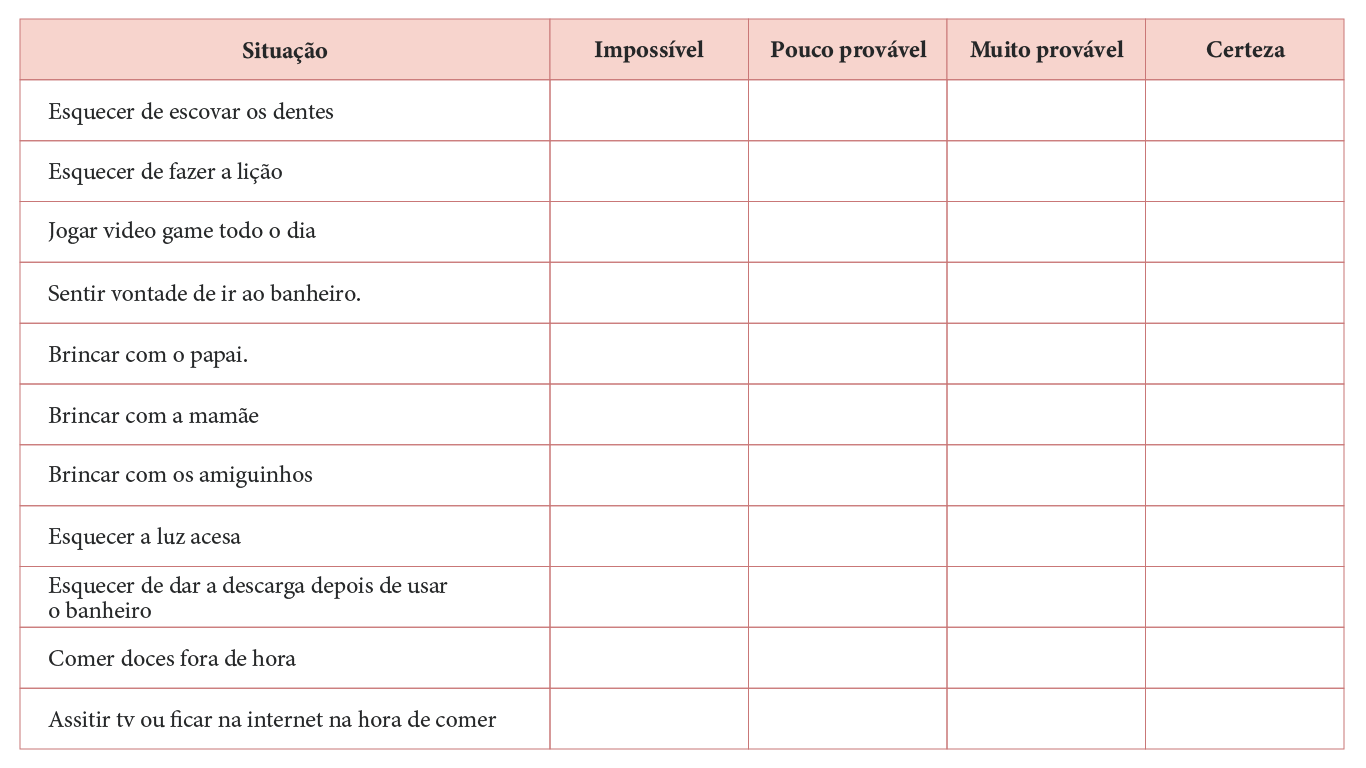 Situação Impossível Pouco provável Muito provável Certeza
Esquecer de escovar os dentes
Esquecer de fazer a lição
Jogar video game todo o dia
Sentir vontade de ir ao banheiro.
Brincar com o papai.
Brincar com a mamãe
Brincar com os amiguinhos
Esquecer a luz acesa
Esquecer de dar a descarga depois de usar
o banheiro
Comer doces fora de hora
Assitir tv ou ficar na internet na hora de comer